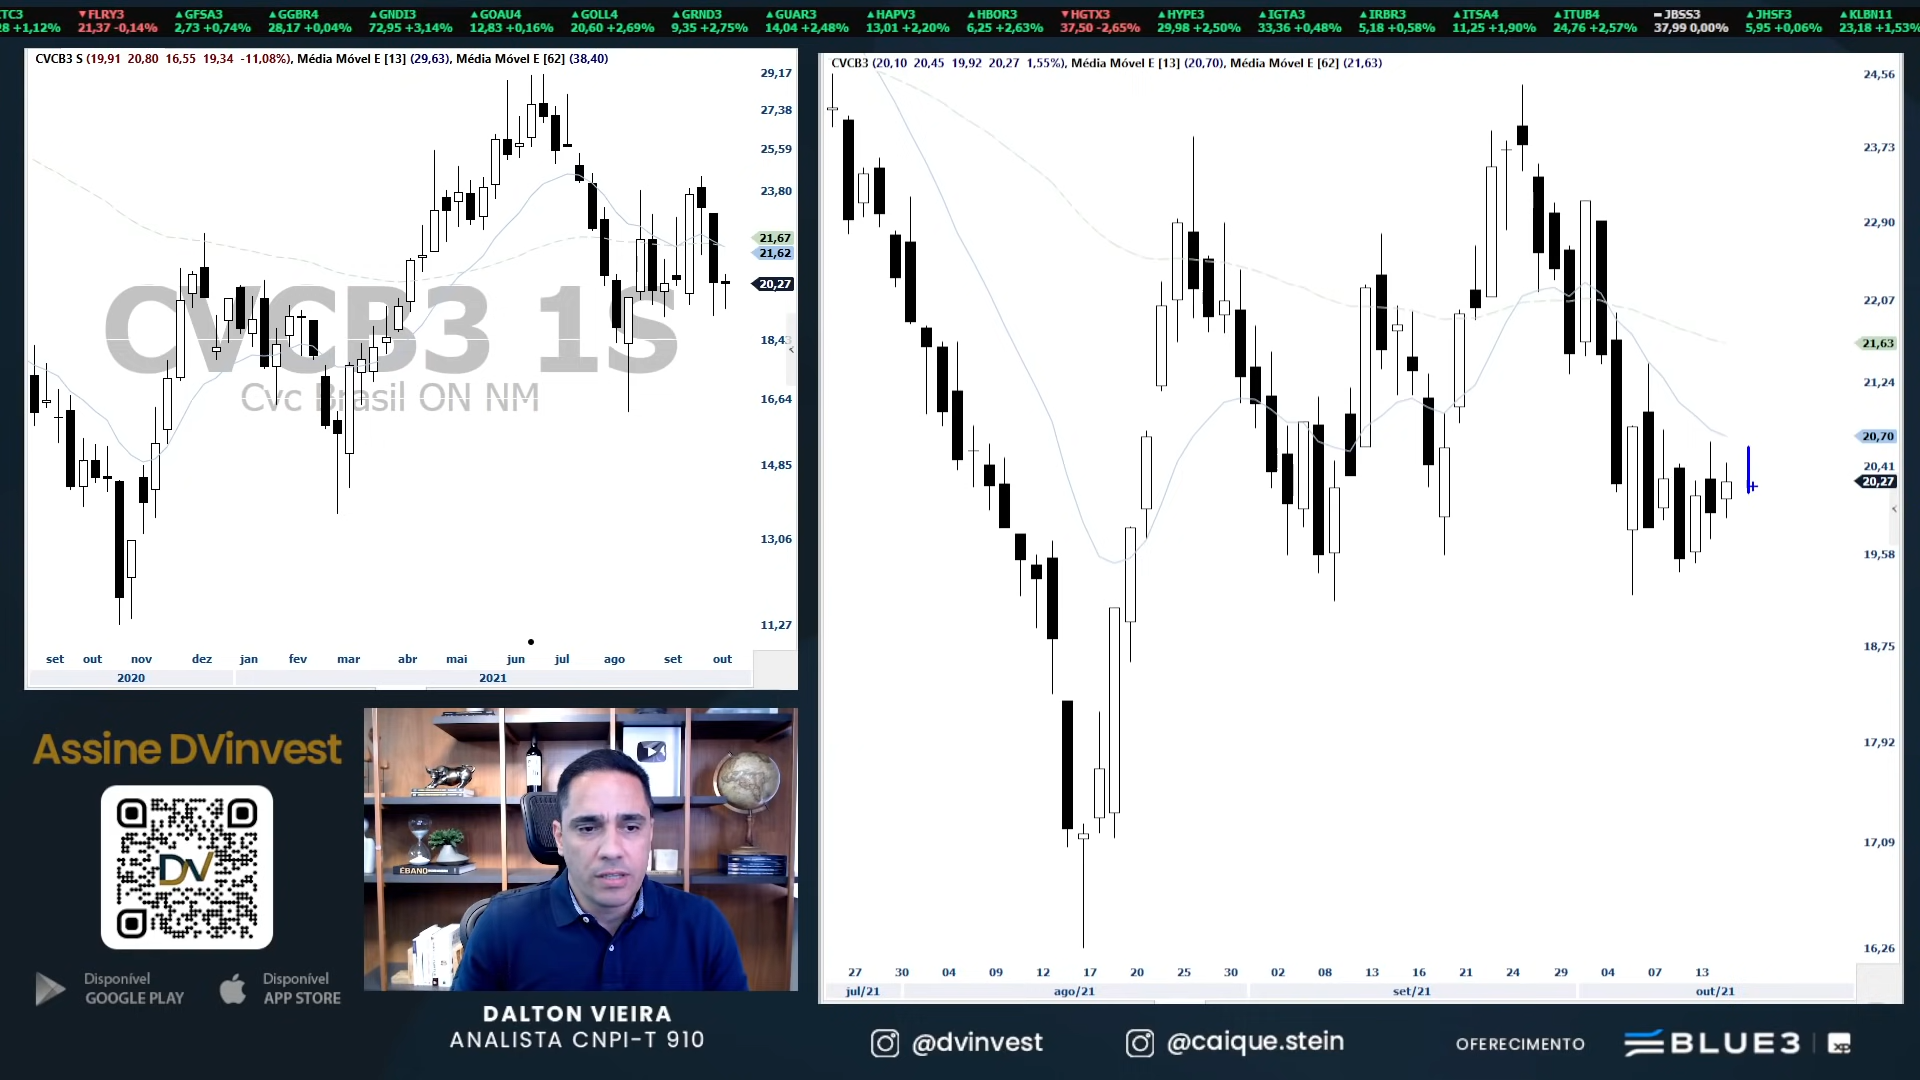 TC3 ▼FLRY3 ▲GFSA3 ▲GGBR4 ▲GNDI3 ▲GOAU4 ▲GOLL4 ▲GRND3 ▲GUAR3 ▲HAPV3 ▲HBOR3 ▼HGTX3 ▲HYPE3 ▲IGTA3 ▲IRBR3 ▲ITSA4 ▲ITUB4 ▬JBSS3 ▲JHSF3 ▲KLBN11
28 +1,12% 21,37 -0,14% 2,73 +0,74% 28,17 +0,04% 72,95 +3,14% 12,83 +0,16% 20,60 +2,69% 9,35 +2,75% 14,04 +2,48% 13,01 +2,20% 6,25 +2,63% 37,50 -2,65% 29,98 +2,50% 33,36 +0,48% 5,18 +0,58% 11,25 +1,90% 24,76 +2,57% 37,99 0,00% 5,95 +0,06% 23,18 +1,53%
CVCB3 S (19,91 20,80 16,55 19,34 -11,08%), Média Móvel E [13] (29,63), Média Móvel E [62] (38,40)
29,17
27,38
25,59
23,80
21,67
21,62
20,27
18,43
16,64
14,85
13,06
11,27
CVCB3 1S
Cvc Brasil ON NM
set out nov dez jan fev mar abr mai jun jul ago set out
2020 2021
CVCB3 (20,10 20,45 19,92 20,27 1,55%), Média Móvel E [13] (20,70), Média Móvel E [62] (21,63)
24,56
23,73
22,90
22,07
21,63
21,24
20,70
20,41
20,27
19,58
18,75
17,92
17,09
16,26
27 30 04 09 12 17 20 25 30 02 08 13 16 21 24 29 04 07 13
jul/21 ago/21 set/21 out/21
Assine DVinvest
DV
Disponível
GOOGLE PLAY
Disponível
APP STORE
ÉBANO
DALTON VIEIRA
ANALISTA CNPI-T 910
@dvinvest
@caique.stein
OFERECIMENTO
BLUE3
xp